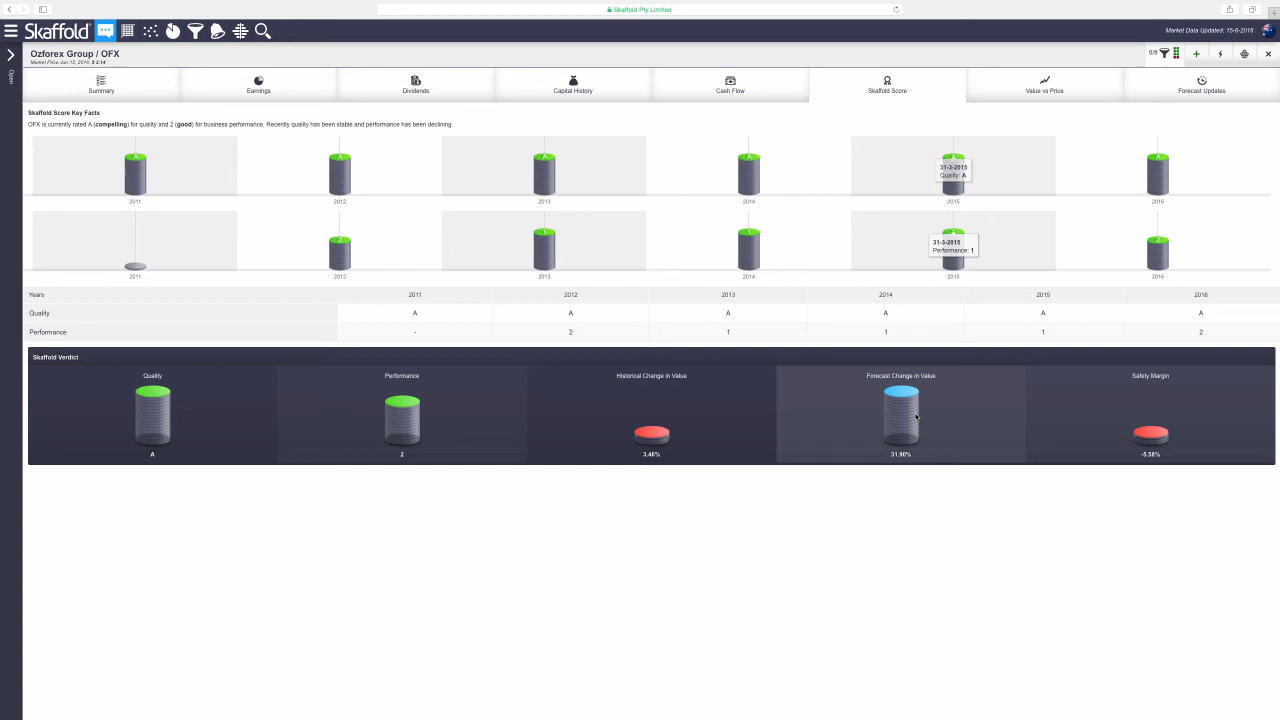 Skaffold Pty Limited
Skaffold
Market Data Updated: 15-6-2016
Ozforex Group / OFX
Market Price Jun 15, 2016: $ 2.14
6/8
Open
Summary
Earnings
Dividends
Capital History
Cash Flow
Skaffold Score
Value vs Price
Forecast Updates
Skaffold Score Key Facts
OFX is currently rated A (compelling) for quality and 2 (good) for business performance. Recently quality has been stable and performance has been declining.
A A A A A
31-3-2015
Quality: A
2011 2012 2013 2014 2015 2016
2 1 1 2
31-3-2015
Performance: 1
2011 2012 2013 2014 2015 2016
Years 2011 2012 2013 2014 2015 2016
Quality A A A A A A
Performance - 2 1 1 1 2
Skaffold Verdict
Quality Performance Historical Change in Value Forecast Change in Value Safety Margin
A 2 3.46% 31.90% -5.58%